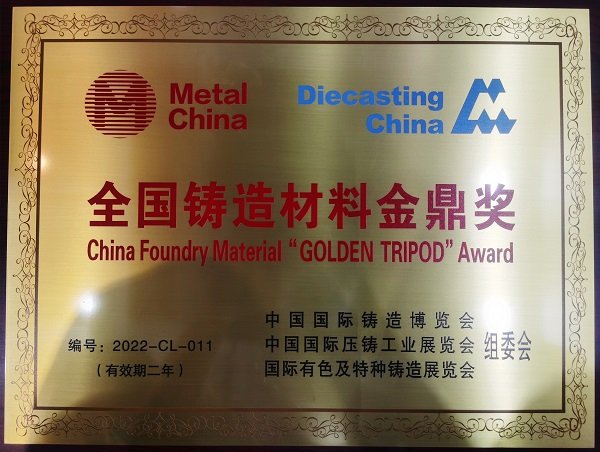 Metal
China
Diecasting
China
全国铸造材料金鼎奖
China Foundry Material “GOLDEN TRIPOD” Award
编号：2022-CL-011
（有效期二年）
中国国际铸造博览会
中国国际压铸工业展览会
国际有色及特种铸造展览会
组委会